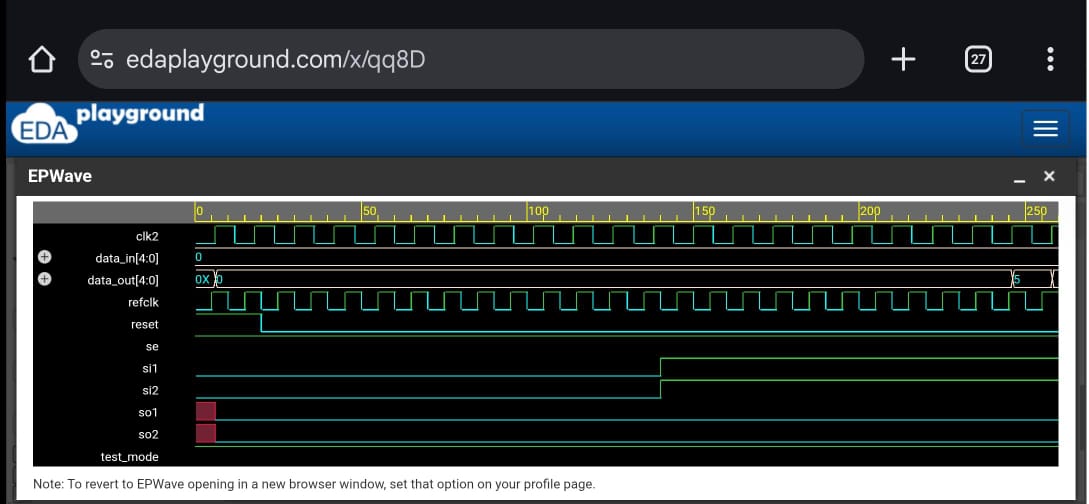 edaplayground.com/x/qq8D
27
EDA playground
EPWave
0 50 100 150 200 250
clk2
data_in[4:0] 0
data_out[4:0] 0X 0 5
refclk
reset
se
si1
si2
so1
so2
test_mode
Note: To revert to EPWave opening in a new browser window, set that option on your profile page.